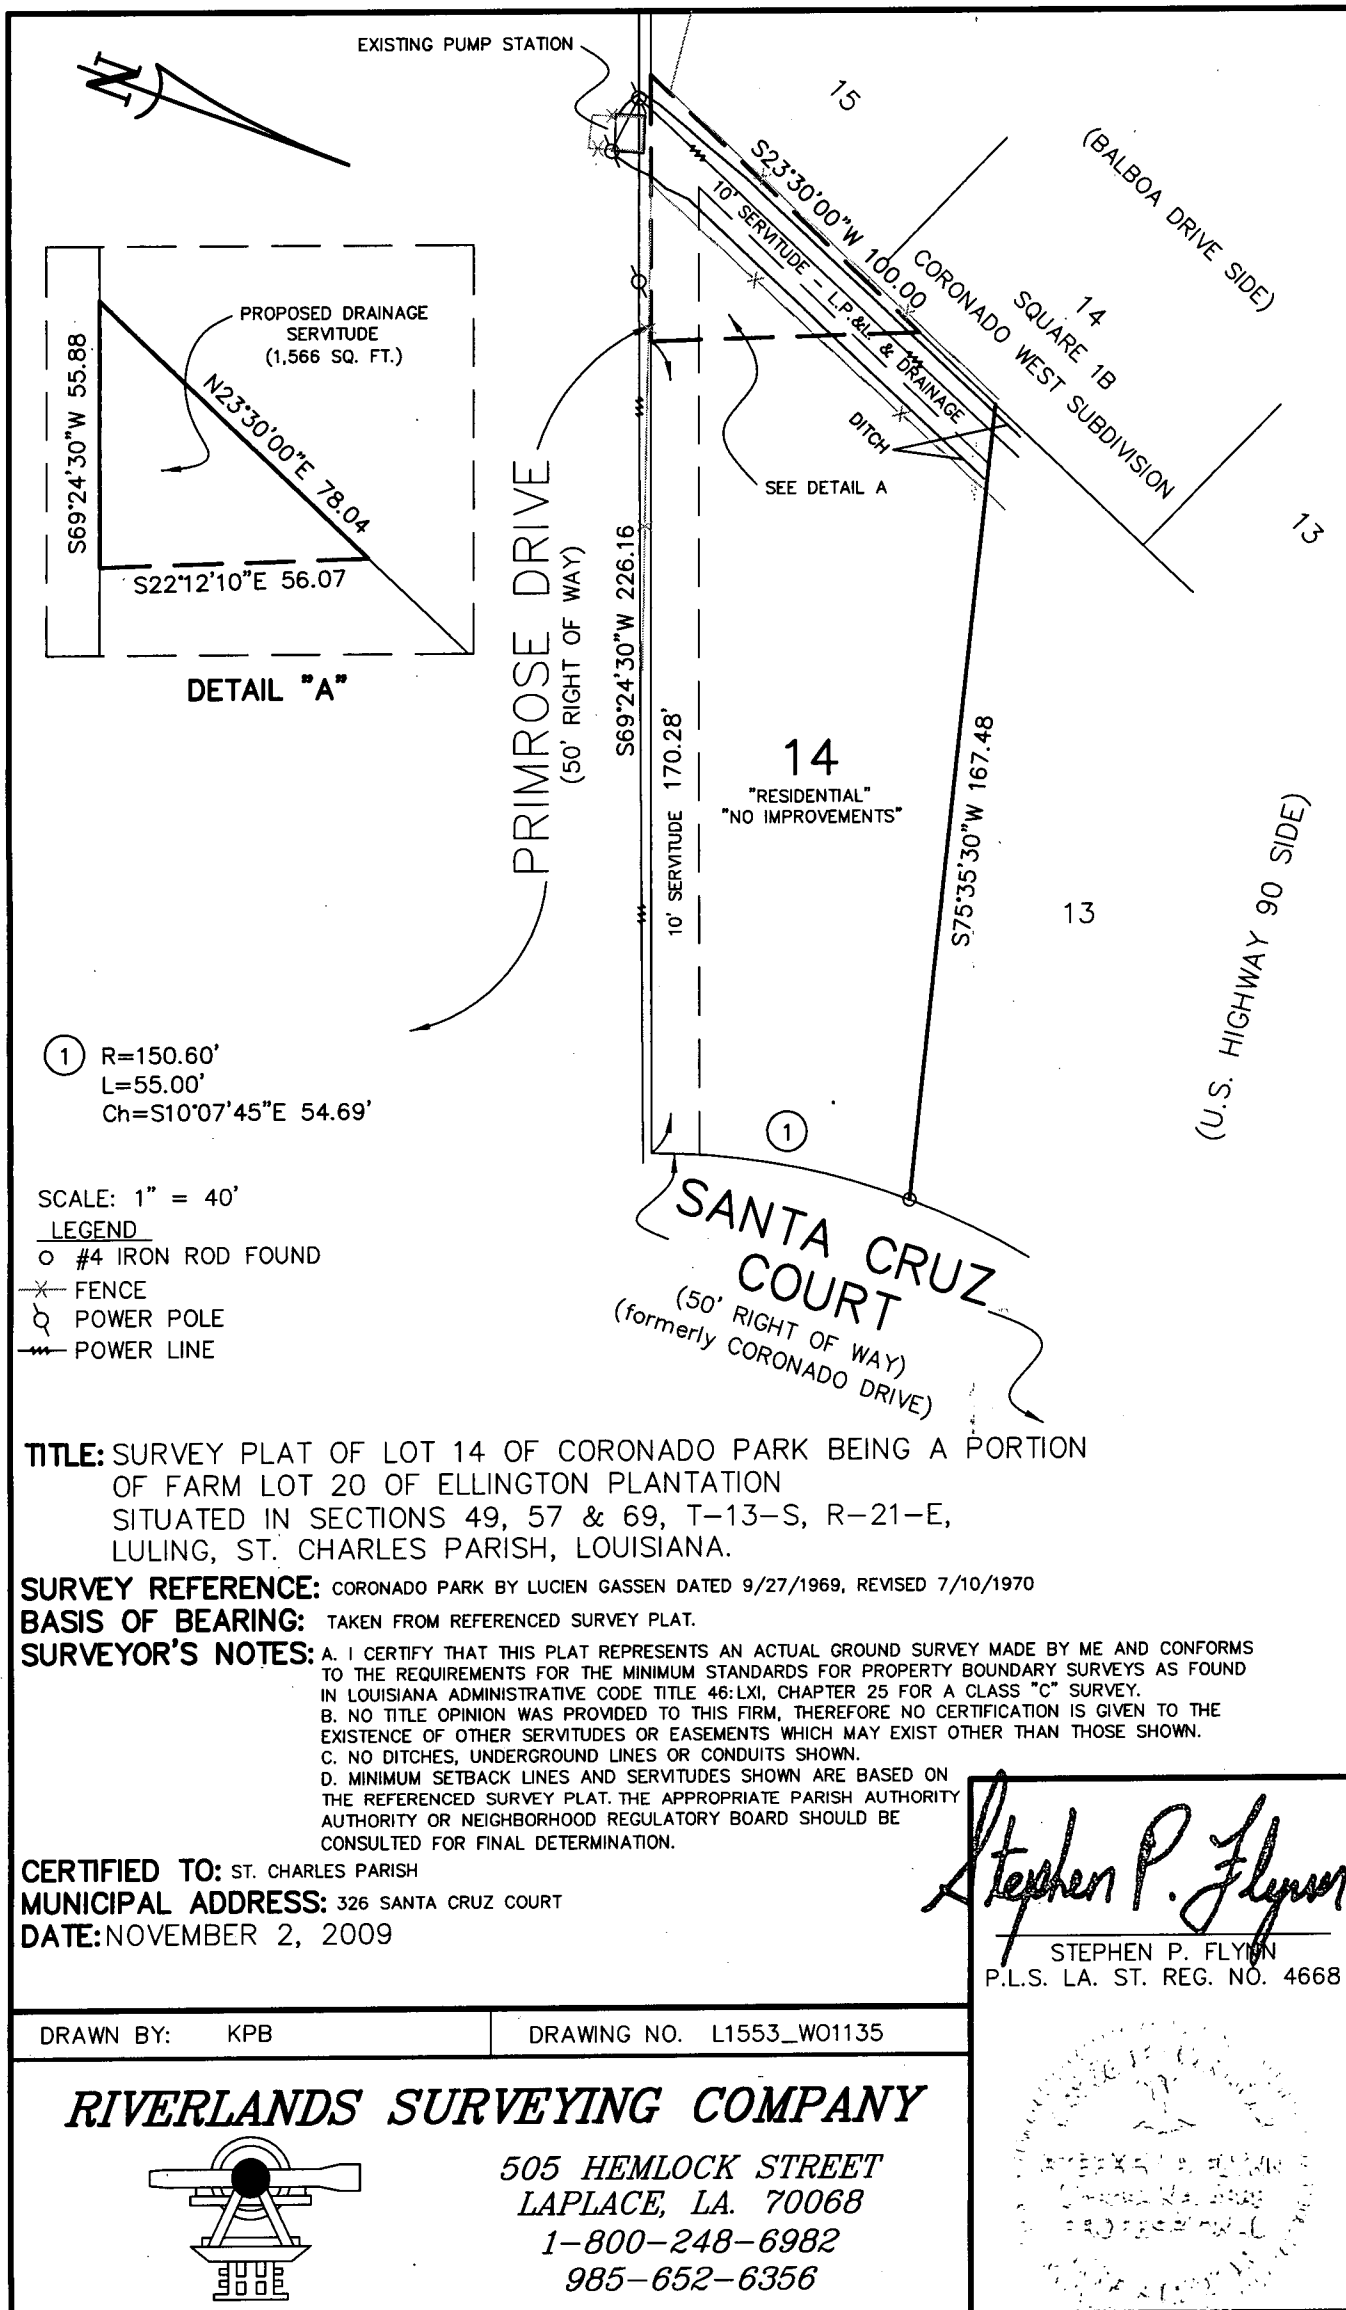 EXISTING PUMP STATION
N
15
(BALBOA DRIVE SIDE)
S23°30'00"W 100.00
10' SERVITUDE - L.P.&L. & DRAINAGE
CORONADO WEST SUBDIVISION
SQUARE 1B
14
13
DITCH
SEE DETAIL A
PROPOSED DRAINAGE
SERVITUDE
(1,566 SQ. FT.)
S69°24'30"W 55.88
N23°30'00"E 78.04
S22°12'10"E 56.07
DETAIL "A"
PRIMROSE DRIVE
(50' RIGHT OF WAY)
S69°24'30"W 226.16
10' SERVITUDE 170.28'
14
"RESIDENTIAL"
"NO IMPROVEMENTS"
S75°35'30"W 167.48
13
(U.S. HIGHWAY 90 SIDE)
1 R=150.60'
L=55.00'
Ch=S10°07'45"E 54.69'
1
SANTA CRUZ
COURT
(50' RIGHT OF WAY)
(formerly CORONADO DRIVE)
SCALE: 1" = 40'
LEGEND
#4 IRON ROD FOUND
FENCE
POWER POLE
POWER LINE
TITLE: SURVEY PLAT OF LOT 14 OF CORONADO PARK BEING A PORTION
OF FARM LOT 20 OF ELLINGTON PLANTATION
SITUATED IN SECTIONS 49, 57 & 69, T-13-S, R-21-E,
LULING, ST. CHARLES PARISH, LOUISIANA.
SURVEY REFERENCE: CORONADO PARK BY LUCIEN GASSEN DATED 9/27/1969, REVISED 7/10/1970
BASIS OF BEARING: TAKEN FROM REFERENCED SURVEY PLAT.
SURVEYOR'S NOTES: A. I CERTIFY THAT THIS PLAT REPRESENTS AN ACTUAL GROUND SURVEY MADE BY ME AND CONFORMS
TO THE REQUIREMENTS FOR THE MINIMUM STANDARDS FOR PROPERTY BOUNDARY SURVEYS AS FOUND
IN LOUISIANA ADMINISTRATIVE CODE TITLE 46:LXI, CHAPTER 25 FOR A CLASS "C" SURVEY.
B. NO TITLE OPINION WAS PROVIDED TO THIS FIRM, THEREFORE NO CERTIFICATION IS GIVEN TO THE
EXISTENCE OF OTHER SERVITUDES OR EASEMENTS WHICH MAY EXIST OTHER THAN THOSE SHOWN.
C. NO DITCHES, UNDERGROUND LINES OR CONDUITS SHOWN.
D. MINIMUM SETBACK LINES AND SERVITUDES SHOWN ARE BASED ON
THE REFERENCED SURVEY PLAT. THE APPROPRIATE PARISH AUTHORITY
AUTHORITY OR NEIGHBORHOOD REGULATORY BOARD SHOULD BE
CONSULTED FOR FINAL DETERMINATION.
CERTIFIED TO: ST. CHARLES PARISH
MUNICIPAL ADDRESS: 326 SANTA CRUZ COURT
DATE: NOVEMBER 2, 2009
Stephen P. Flynn
STEPHEN P. FLYNN
P.L.S. LA. ST. REG. NO. 4668
DRAWN BY: KPB
DRAWING NO. L1553_WO1135
RIVERLANDS SURVEYING COMPANY
505 HEMLOCK STREET
LAPLACE, LA. 70068
1-800-248-6982
985-652-6356